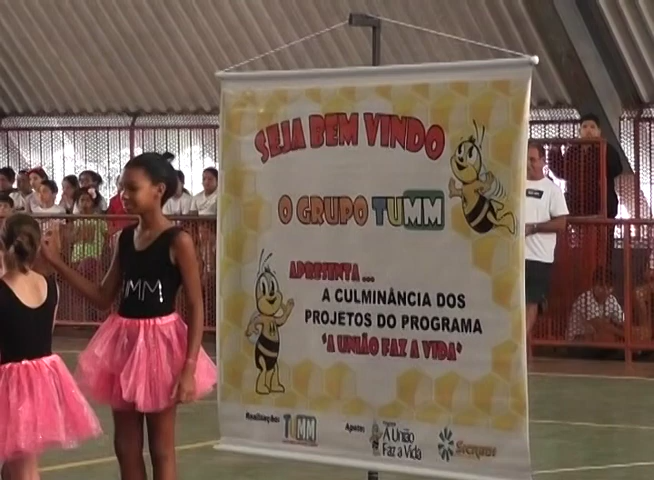 SEJA BEM VINDO
O GRUPO TUMM
APRESENTA...
A CULMINÂNCIA DOS
PROJETOS DO PROGRAMA
'A UNIÃO FAZ A VIDA'
Realização:
TUMM
Apoio:
A União
Faz a Vida
Sicredi
UMM